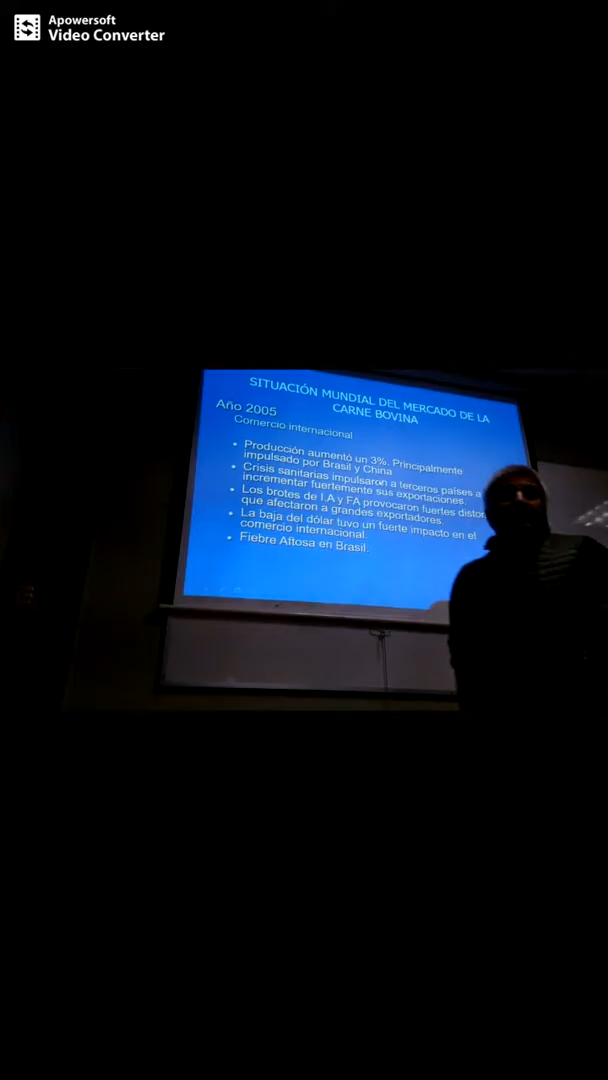 Apowersoft
Video Converter
SITUACIÓN MUNDIAL DEL MERCADO DE LA
CARNE BOVINA
Año 2005
Comercio internacional
• Producción aumentó un 3%. Principalmente
impulsado por Brasil y China
• Crisis sanitarias impulsaron a terceros países a
incrementar fuertemente sus exportaciones.
• Los brotes de I.A y FA provocaron fuertes
que afectaron a grandes exportadores.
• La baja del dólar tuvo un fuerte impacto en el
comercio internacional.
• Fiebre Aftosa en Brasil.